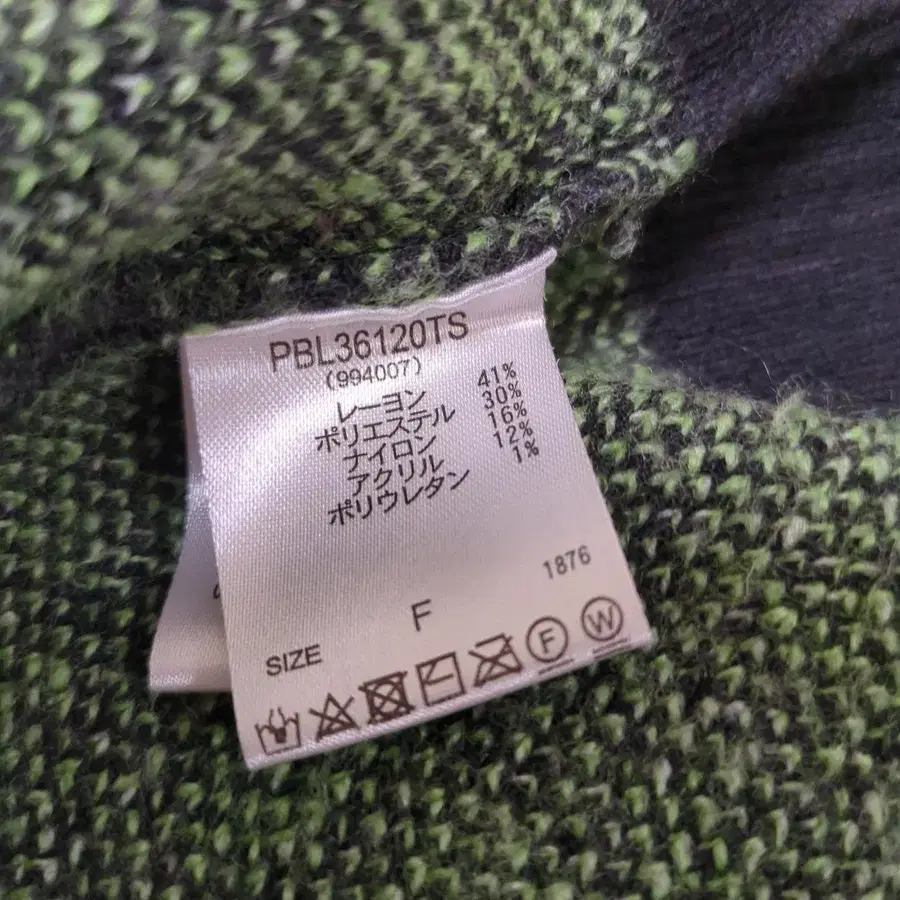 PBL36120TS
(994007)
レーヨン 41%
ポリエステル 30%
ナイロン 16%
アクリル 12%
ポリウレタン 1%
1876
SIZE F
F W